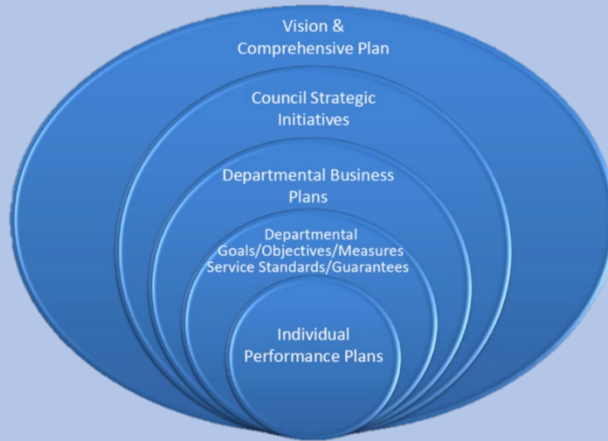 Vision &
Comprehensive Plan
Council Strategic
Initiatives
Departmental Business
Plans
Departmental
Goals/Objectives/Measures
Service Standards/Guarantees
Individual
Performance Plans